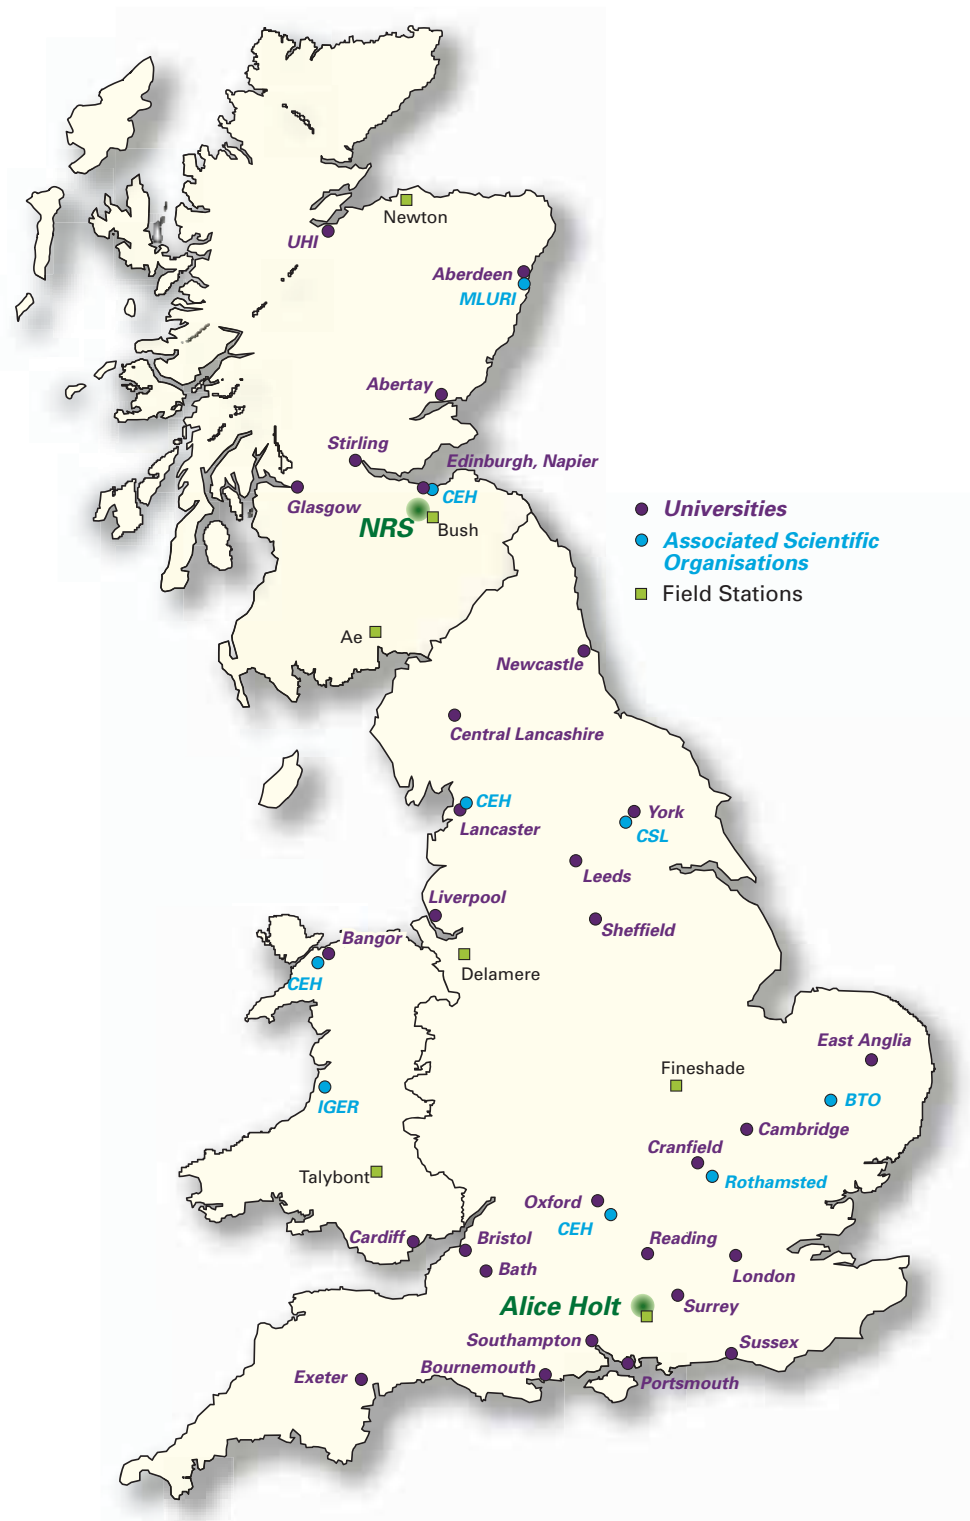 Newton
UHI
Aberdeen
MLURI
Abertay
Stirling
Edinburgh, Napier
CEH
Glasgow
NRS
Bush
Universities
Associated Scientific
Organisations
Field Stations
Ae
Newcastle
Central Lancashire
CEH
Lancaster
York
CSL
Leeds
Liverpool
Sheffield
Bangor
Delamere
CEH
East Anglia
Fineshade
BTO
IGER
Cambridge
Cranfield
Talybont
Rothamsted
Oxford
CEH
Cardiff
Bristol
Reading
Bath
London
Alice Holt
Surrey
Southampton
Sussex
Bournemouth
Exeter
Portsmouth